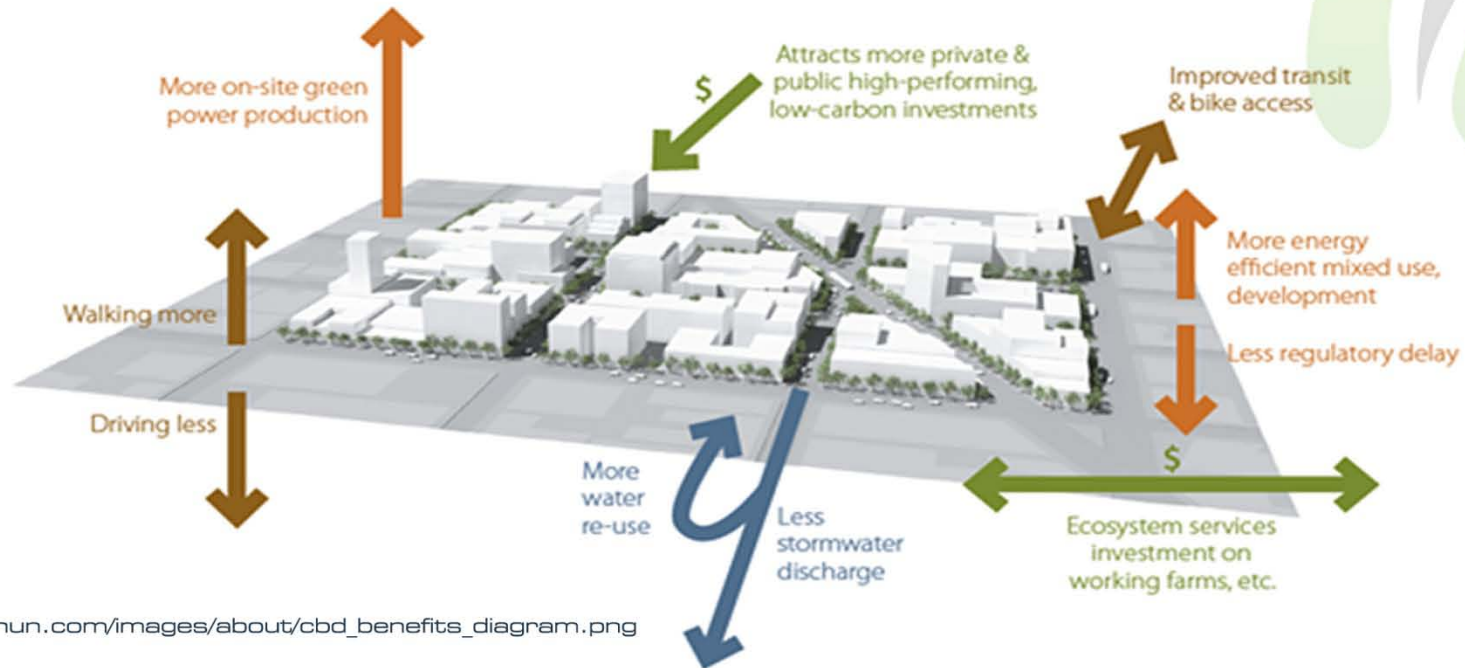 More on-site green
power production
$
Attracts more private &
public high-performing,
low-carbon investments
Improved transit
& bike access
More energy
efficient mixed use,
development
Walking more
Less regulatory delay
Driving less
More
water
re-use
Less
stormwater
discharge
$
Ecosystem services
investment on
working farms, etc.
hun.com/images/about/cbd_benefits_diagram.png